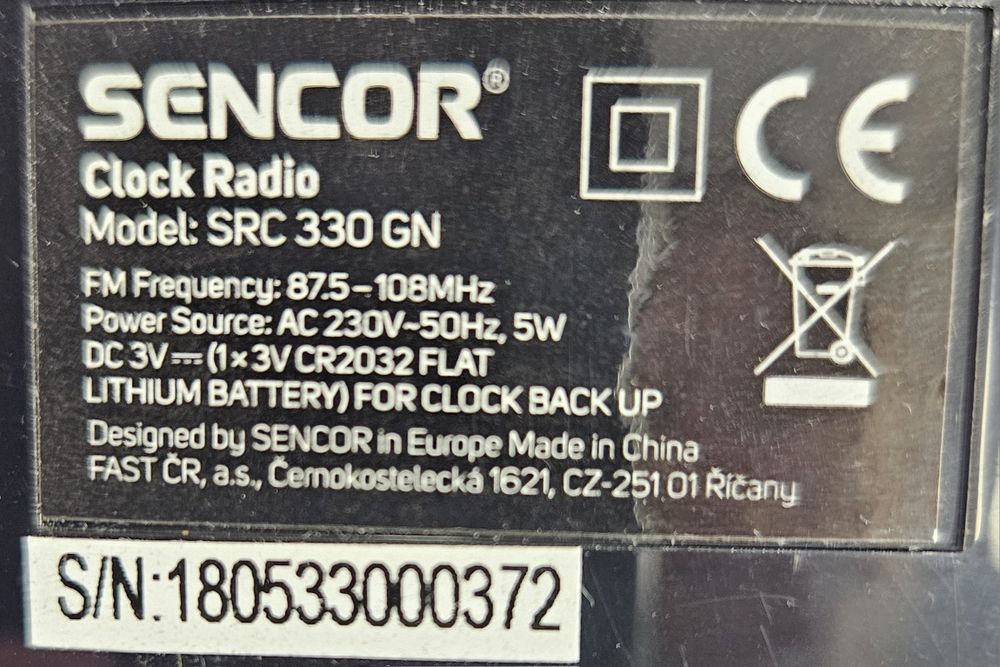 SENCOR®
Clock Radio
Model: SRC 330 GN
FM Frequency: 87.5–108MHz
Power Source: AC 230V~50Hz, 5W
DC 3V⎓(1×3V CR2032 FLAT
LITHIUM BATTERY) FOR CLOCK BACK UP
Designed by SENCOR in Europe Made in China
FAST ČR, a.s., Černokostelecká 1621, CZ-251 01 Říčany
CE
S/N:180533000372